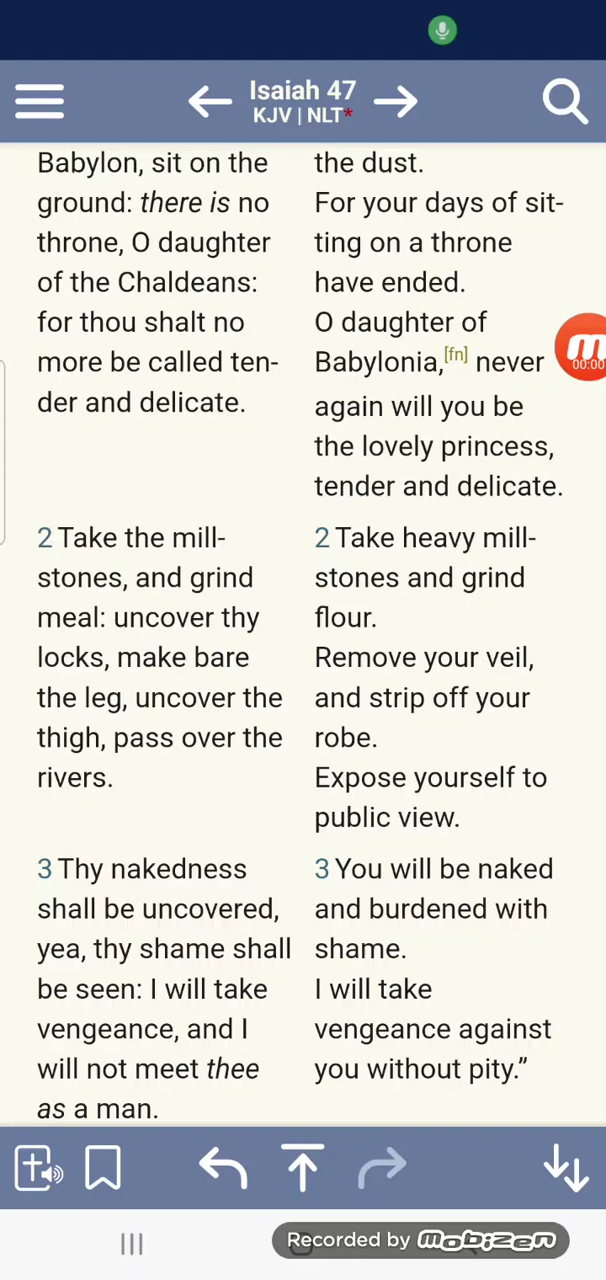 Isaiah 47
KJV | NLT*
Babylon, sit on the
ground: there is no
throne, O daughter
of the Chaldeans:
for thou shalt no
more be called ten-
der and delicate.
the dust.
For your days of sit-
ting on a throne
have ended.
O daughter of
Babylonia,[fn] never
again will you be
the lovely princess,
tender and delicate.
2 Take the mill-
stones, and grind
meal: uncover thy
locks, make bare
the leg, uncover the
thigh, pass over the
rivers.
2 Take heavy mill-
stones and grind
flour.
Remove your veil,
and strip off your
robe.
Expose yourself to
public view.
3 Thy nakedness
shall be uncovered,
yea, thy shame shall
be seen: I will take
vengeance, and I
will not meet thee
as a man.
3 You will be naked
and burdened with
shame.
I will take
vengeance against
you without pity.”
m
00:00
Recorded by mobizen